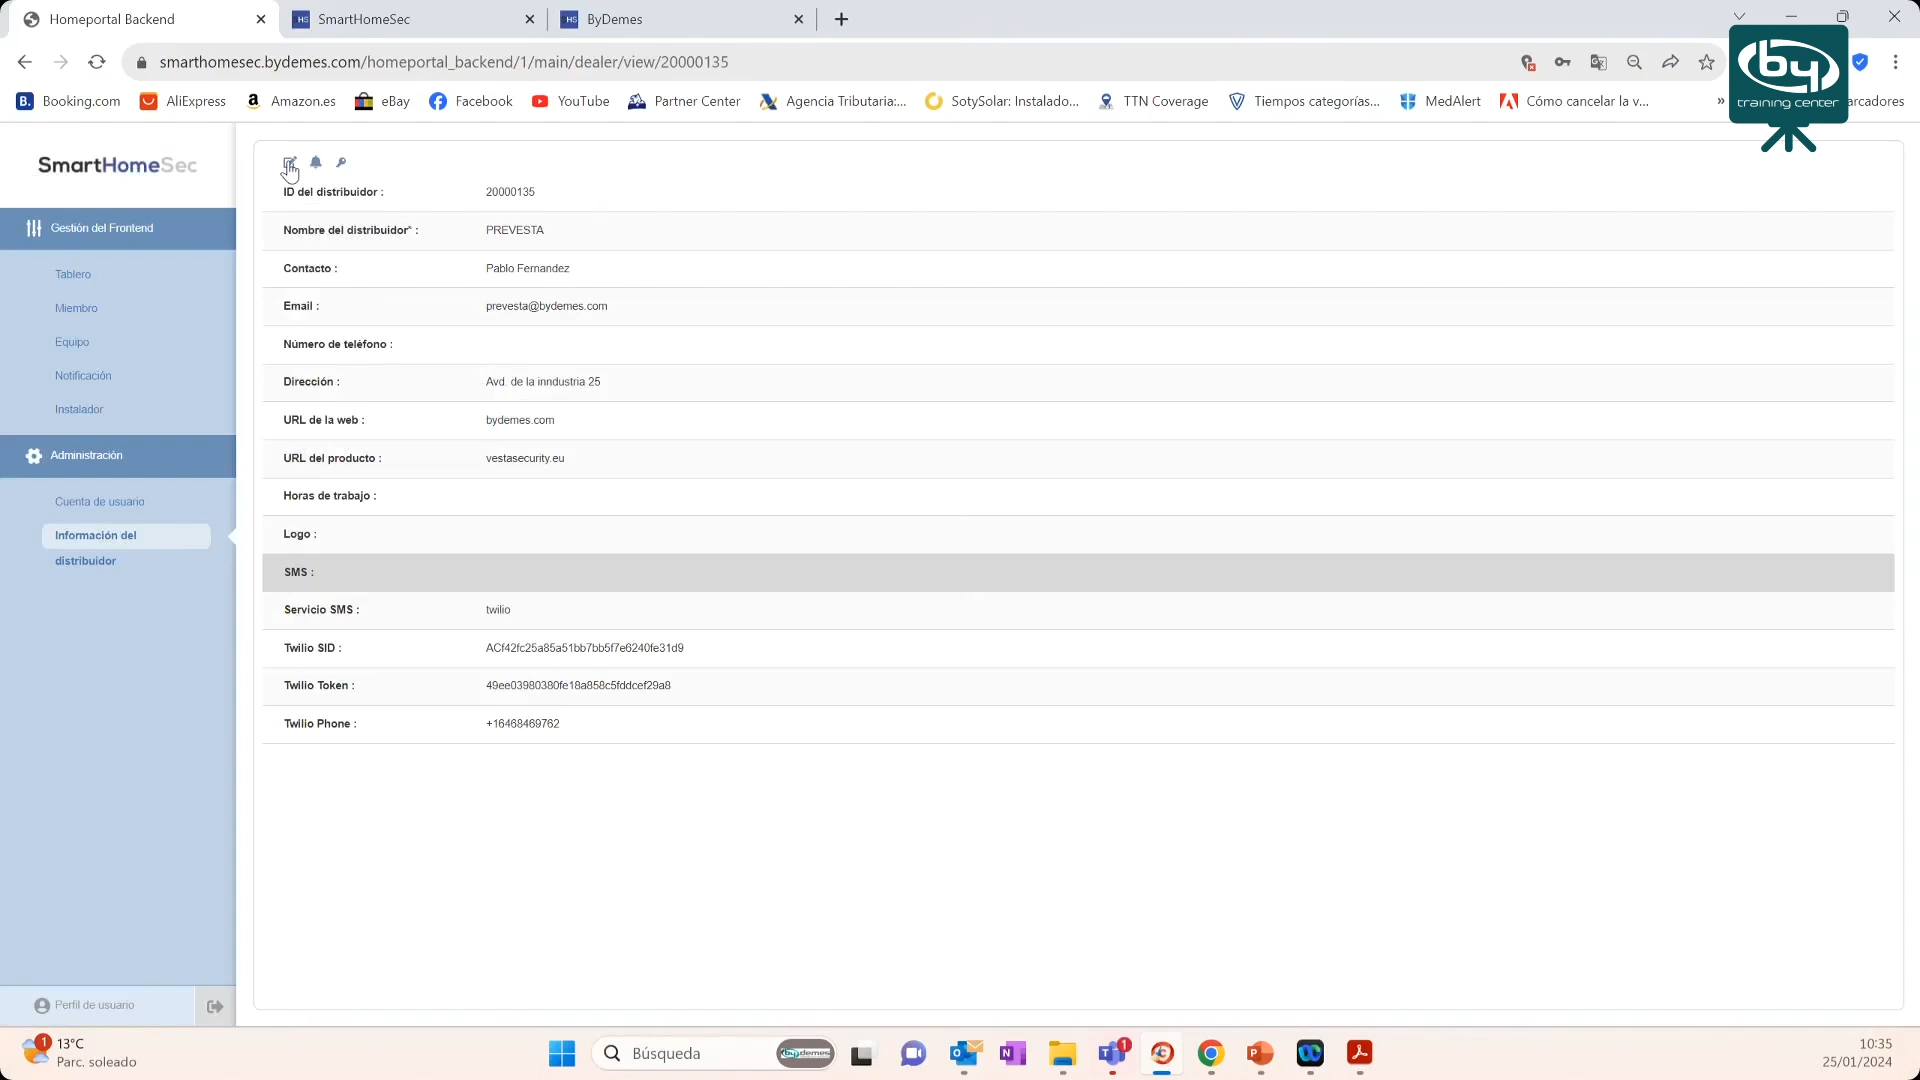 Homeportal Backend
SmartHomeSec
ByDemes
smarthomesec.bydemes.com/homeportal_backend/1/main/dealer/view/20000135
Booking.com
AliExpress
Amazon.es
eBay
Facebook
YouTube
Partner Center
Agencia Tributaria:...
SotySolar: Instalado...
TTN Coverage
Tiempos categorías...
MedAlert
Cómo cancelar la v...
»
arcadores
by
training center
SmartHomeSec
Gestión del Frontend
Tablero
Miembro
Equipo
Notificación
Instalador
Administración
Cuenta de usuario
Información del
distribuidor
Perfil de usuario
ID del distribuidor : 20000135
Nombre del distribuidor* : PREVESTA
Contacto : Pablo Fernandez
Email : prevesta@bydemes.com
Número de teléfono :
Dirección : Avd. de la inndustria 25
URL de la web : bydemes.com
URL del producto : vestasecurity.eu
Horas de trabajo :
Logo :
SMS :
Servicio SMS : twilio
Twilio SID : ACf42fc25a85a51bb7bb5f7e6240fe31d9
Twilio Token : 49ee03980380fe18a858c5fddcef29a8
Twilio Phone : +16468469762
1
13°C
Parc. soleado
Búsqueda
bydemes
1
10:35
25/01/2024